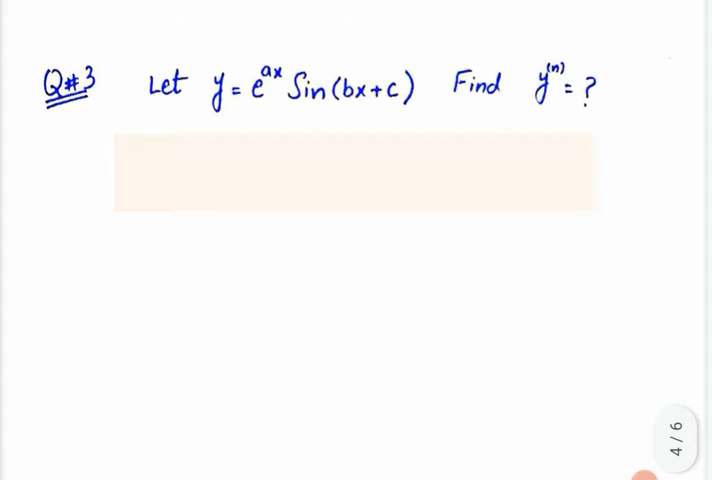 Q#3 Let y = e^{ax} Sin(bx+c) Find y^{(n)} = ?
4 / 6